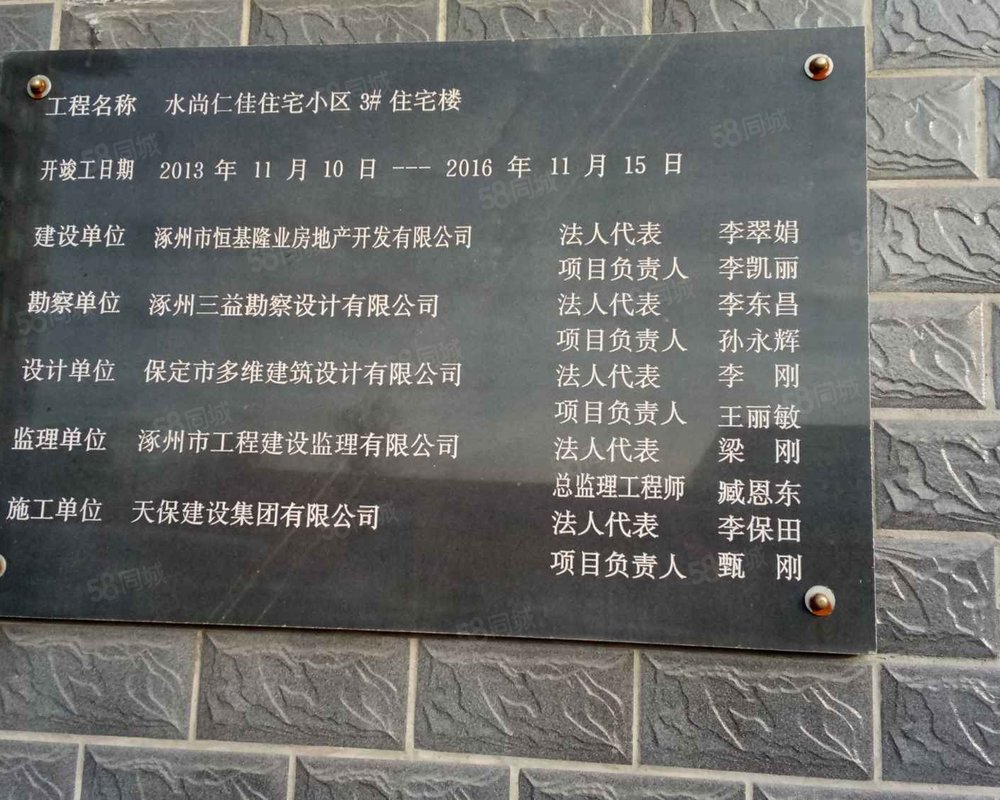 工程名称 水尚仁佳住宅小区 3# 住宅楼
开竣工日期 2013 年 11 月 10 日 --- 2016 年 11 月 15 日
建设单位 涿州市恒基隆业房地产开发有限公司 法人代表 李翠娟
项目负责人 李凯丽
勘察单位 涿州三益勘察设计有限公司 法人代表 李东昌
项目负责人 孙永辉
设计单位 保定市多维建筑设计有限公司 法人代表 李 刚
项目负责人 王丽敏
监理单位 涿州市工程建设监理有限公司 法人代表 梁 刚
总监理工程师 臧恩东
施工单位 天保建设集团有限公司 法人代表 李保田
项目负责人 甄 刚
58同城